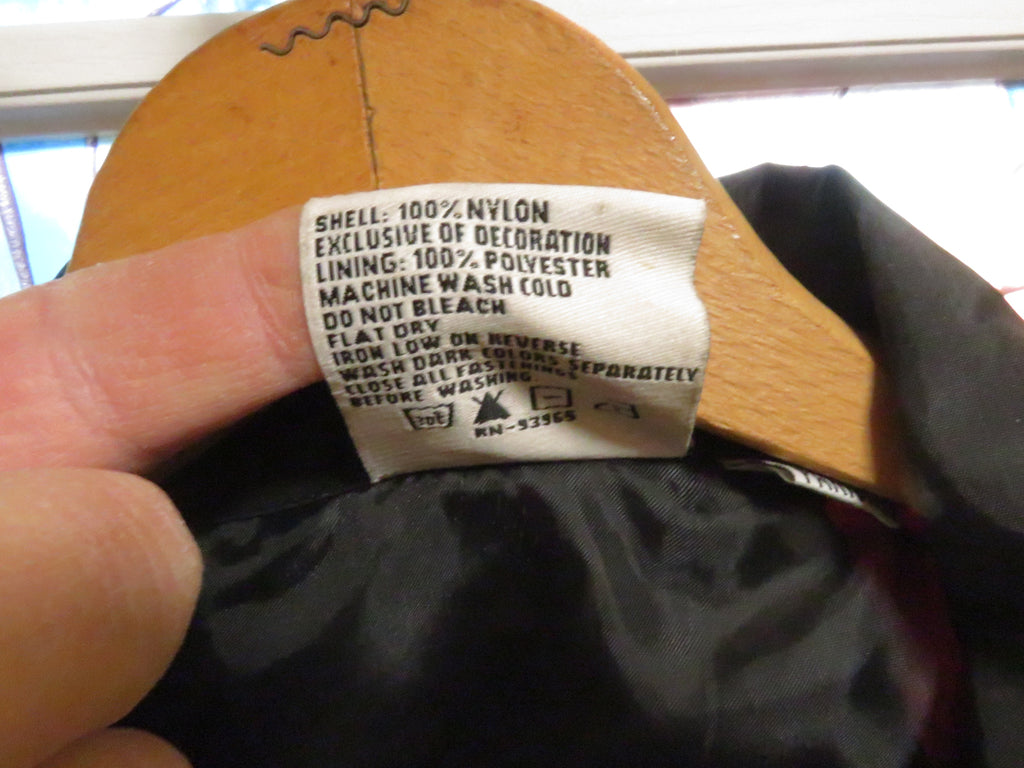 SHELL: 100% NYLON
EXCLUSIVE OF DECORATION
LINING: 100% POLYESTER
MACHINE WASH COLD
DO NOT BLEACH
FLAT DRY
IRON LOW ON REVERSE
WASH DARK COLORS SEPARATELY
CLOSE ALL FASTENINGS
BEFORE WASHING
30C
RN-93965